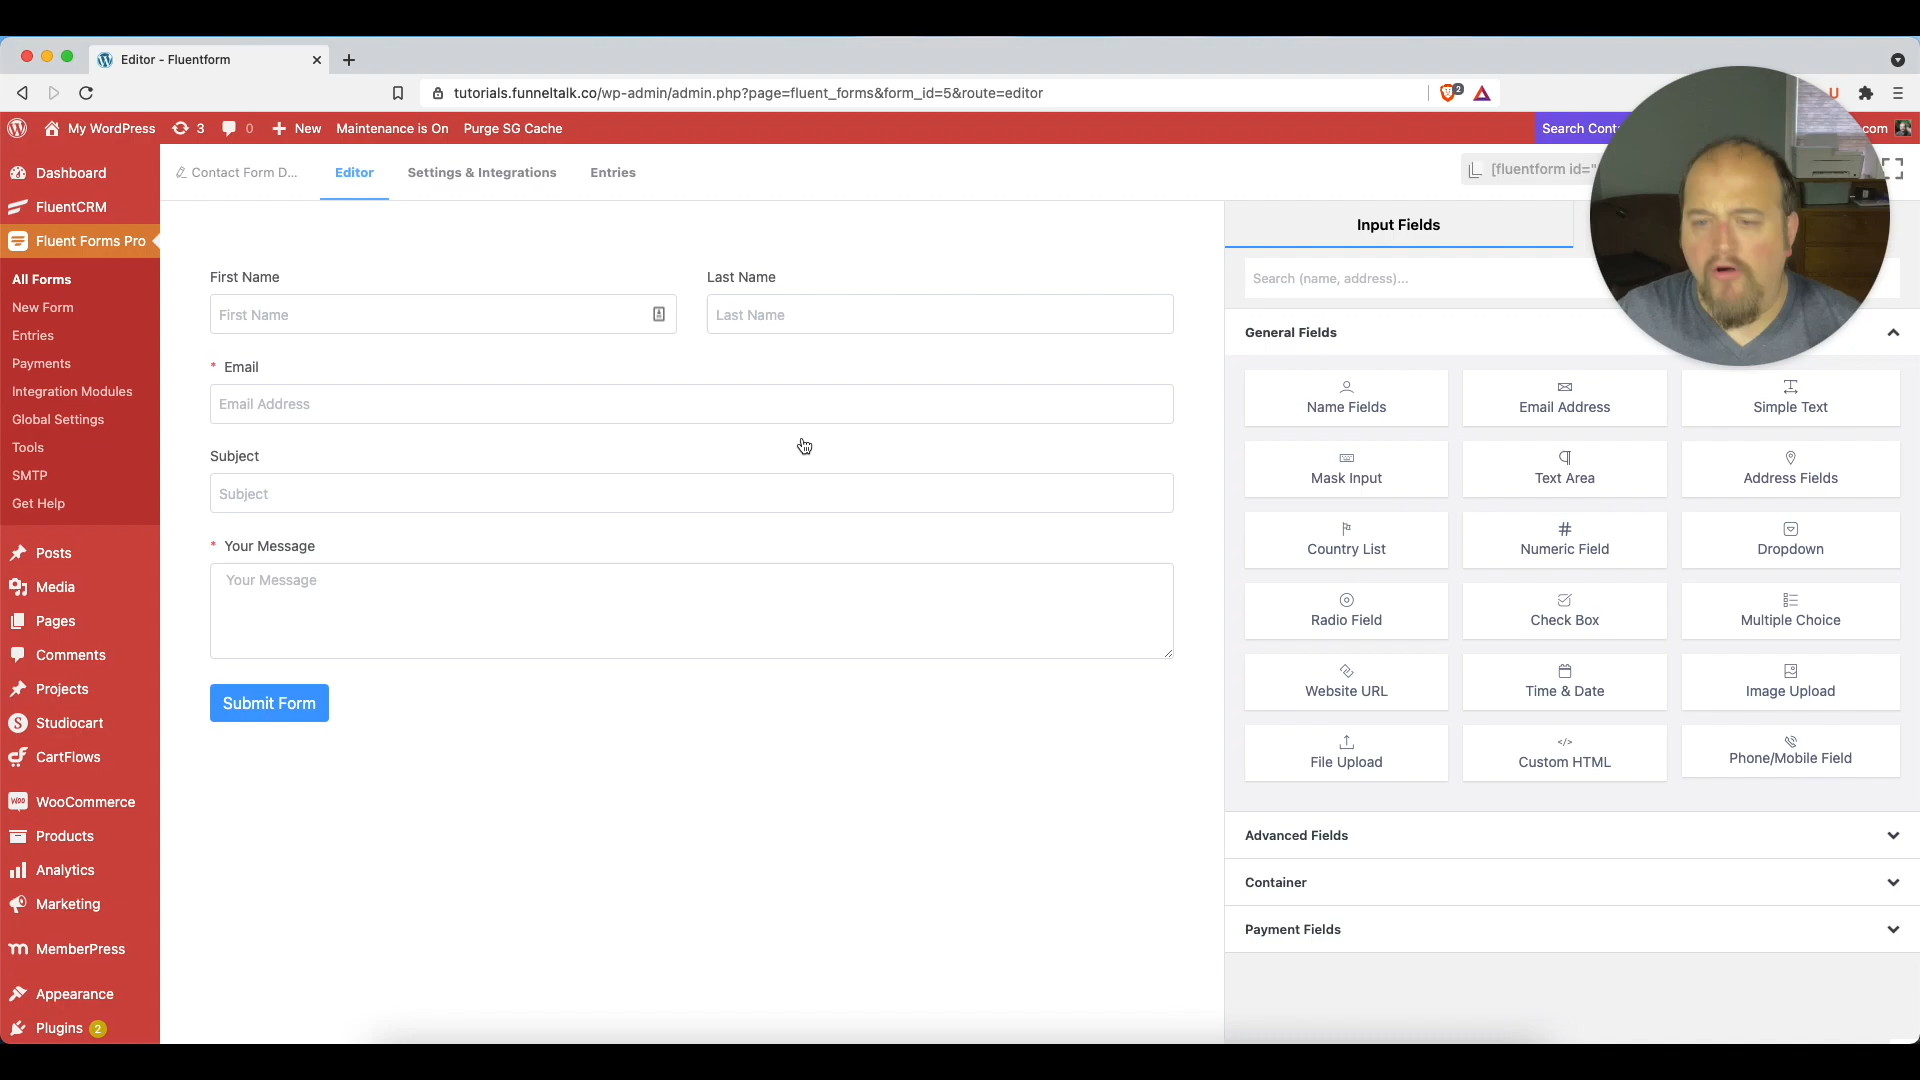 Editor - Fluentform
tutorials.funneltalk.co/wp-admin/admin.php?page=fluent_forms&form_id=5&route=editor
2
U
My WordPress
3
0
New
Maintenance is On
Purge SG Cache
Search Cont
com
Dashboard
FluentCRM
Fluent Forms Pro
All Forms
New Form
Entries
Payments
Integration Modules
Global Settings
Tools
SMTP
Get Help
Posts
Media
Pages
Comments
Projects
Studiocart
CartFlows
WooCommerce
Products
Analytics
Marketing
MemberPress
Appearance
Plugins 2
Contact Form D...
Editor
Settings & Integrations
Entries
[fluentform id="
First Name
First Name
Last Name
Last Name
* Email
Email Address
Subject
Subject
* Your Message
Your Message
Submit Form
Input Fields
Search (name, address)...
General Fields
Name Fields
Email Address
Simple Text
Mask Input
Text Area
Address Fields
Country List
Numeric Field
Dropdown
Radio Field
Check Box
Multiple Choice
Website URL
Time & Date
Image Upload
File Upload
Custom HTML
Phone/Mobile Field
Advanced Fields
Container
Payment Fields